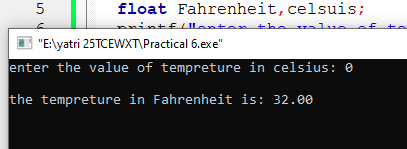 5 float Fahrenheit,celsuis;
"E:\yatri 25TCEWXT\Practical 6.exe"
enter the value of tempreture in celsius: 0
the tempreture in Fahrenheit is: 32.00